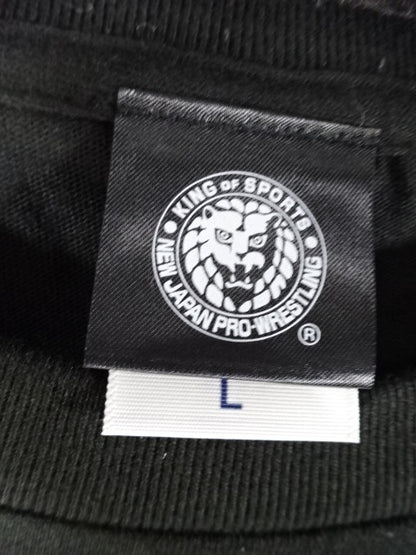 KING OF SPORTS
NEW JAPAN PRO-WRESTLING
®
L